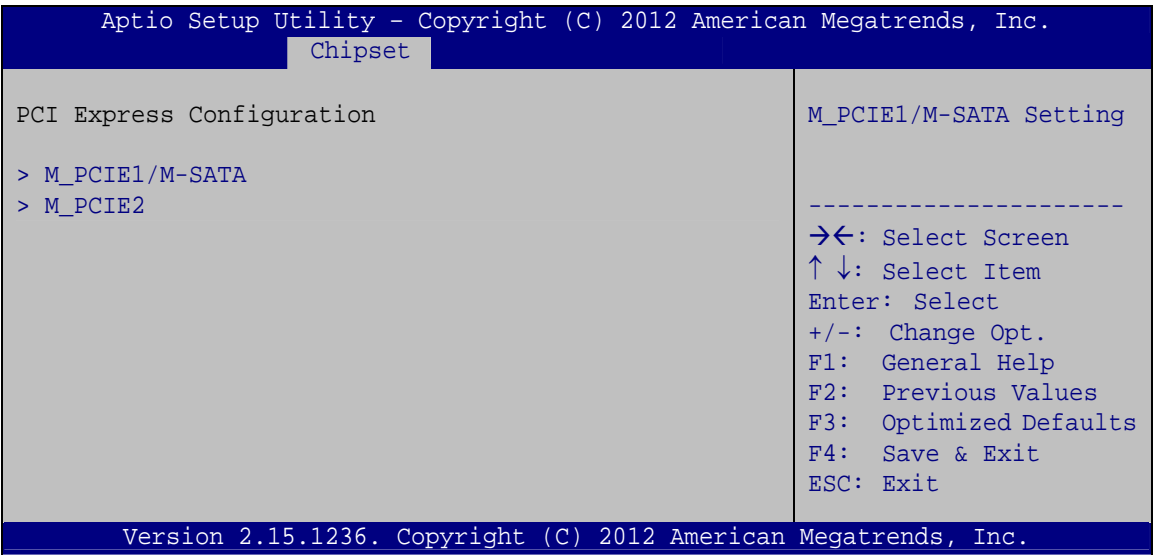 Aptio Setup Utility – Copyright (C) 2012 American Megatrends, Inc.
Chipset
PCI Express Configuration
> M_PCIE1/M-SATA
> M_PCIE2
M_PCIE1/M-SATA Setting
----------------------
→←: Select Screen
↑ ↓: Select Item
Enter: Select
+/-: Change Opt.
F1: General Help
F2: Previous Values
F3: Optimized Defaults
F4: Save & Exit
ESC: Exit
Version 2.15.1236. Copyright (C) 2012 American Megatrends, Inc.